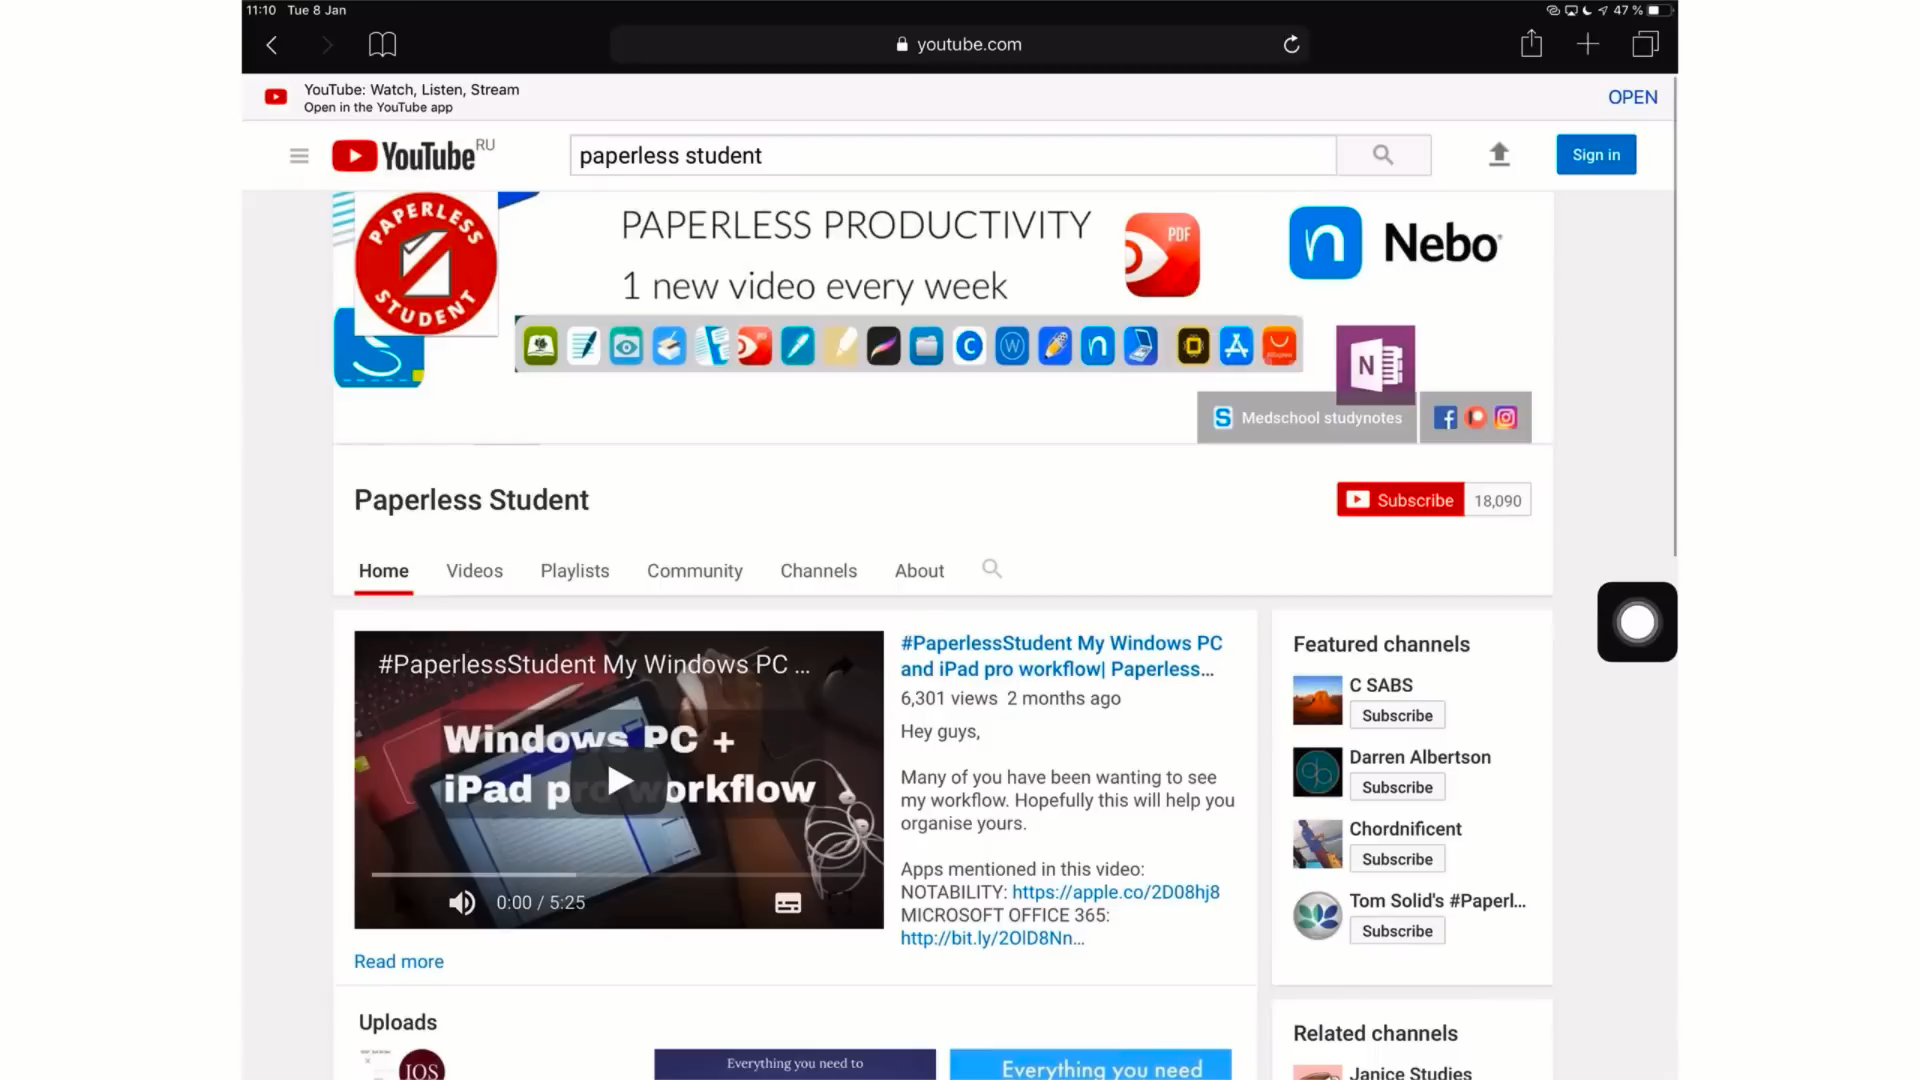 11:10 Tue 8 Jan
47 %
youtube.com
YouTube: Watch, Listen, Stream
Open in the YouTube app
OPEN
YouTube RU
paperless student
Sign in
PAPERLESS STUDENT
PAPERLESS PRODUCTIVITY
1 new video every week
PDF
n Nebo
S
C
W
n
N
S Medschool studynotes
Paperless Student
Subscribe 18,090
Home Videos Playlists Community Channels About
#PaperlessStudent My Windows PC ...
Windows PC +
iPad pro workflow
0:00 / 5:25
Read more
#PaperlessStudent My Windows PC
and iPad pro workflow| Paperless...
6,301 views 2 months ago
Hey guys,
Many of you have been wanting to see
my workflow. Hopefully this will help you
organise yours.
Apps mentioned in this video:
NOTABILITY: https://apple.co/2D08hj8
MICROSOFT OFFICE 365:
http://bit.ly/2OlD8Nn...
Featured channels
C SABS
Subscribe
Darren Albertson
Subscribe
Chordnificent
Subscribe
Tom Solid's #Paperl...
Subscribe
Uploads
IOS
Everything you need to
Everything you need
Related channels
Janice Studies